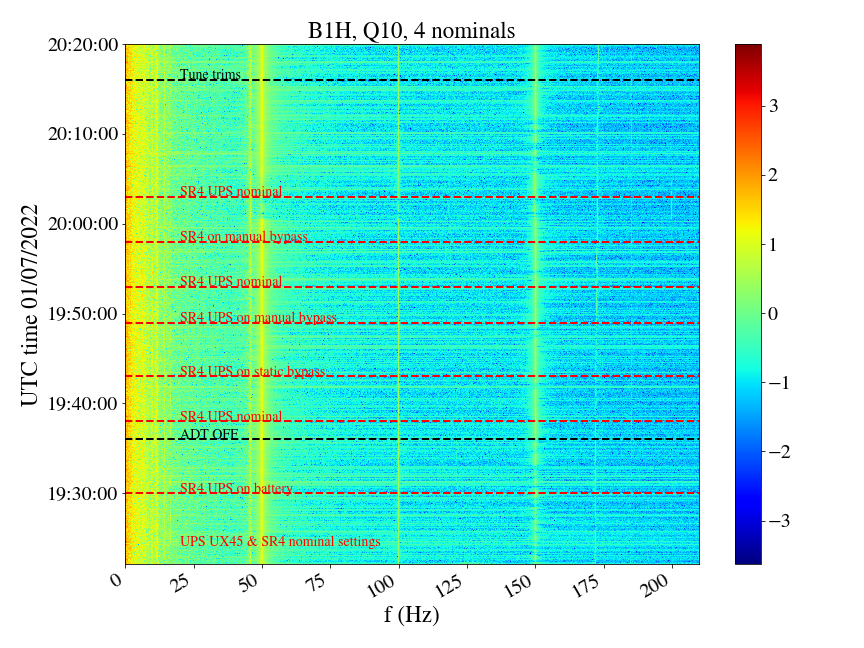 B1H, Q10, 4 nominals
20:20:00
Tune trims
20:10:00
SR4 UPS nominal
20:00:00
SR4 on manual bypass
SR4 UPS nominal
19:50:00
SR4 UPS on manual bypass
SR4 UPS on static bypass
19:40:00
SR4 UPS nominal
ADT OFF
19:30:00
SR4 UPS on battery
UPS UX45 & SR4 nominal settings
UTC time 01/07/2022
0 25 50 75 100 125 150 175 200
f (Hz)
3
2
1
0
−1
−2
−3